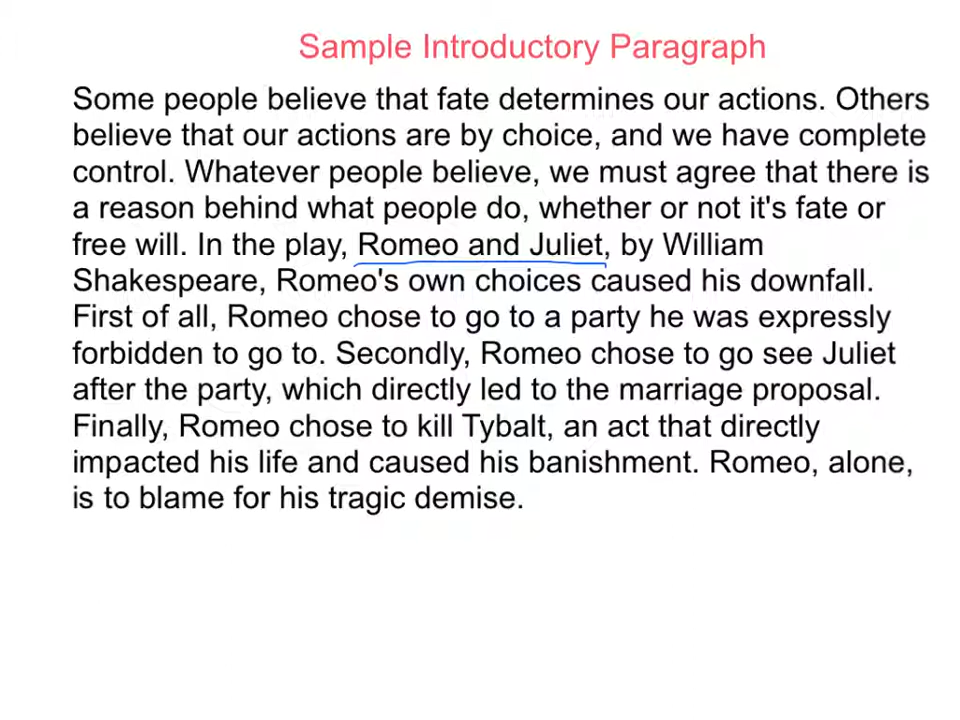 Sample Introductory Paragraph
Some people believe that fate determines our actions. Others
believe that our actions are by choice, and we have complete
control. Whatever people believe, we must agree that there is
a reason behind what people do, whether or not it's fate or
free will. In the play, Romeo and Juliet, by William
Shakespeare, Romeo's own choices caused his downfall.
First of all, Romeo chose to go to a party he was expressly
forbidden to go to. Secondly, Romeo chose to go see Juliet
after the party, which directly led to the marriage proposal.
Finally, Romeo chose to kill Tybalt, an act that directly
impacted his life and caused his banishment. Romeo, alone,
is to blame for his tragic demise.